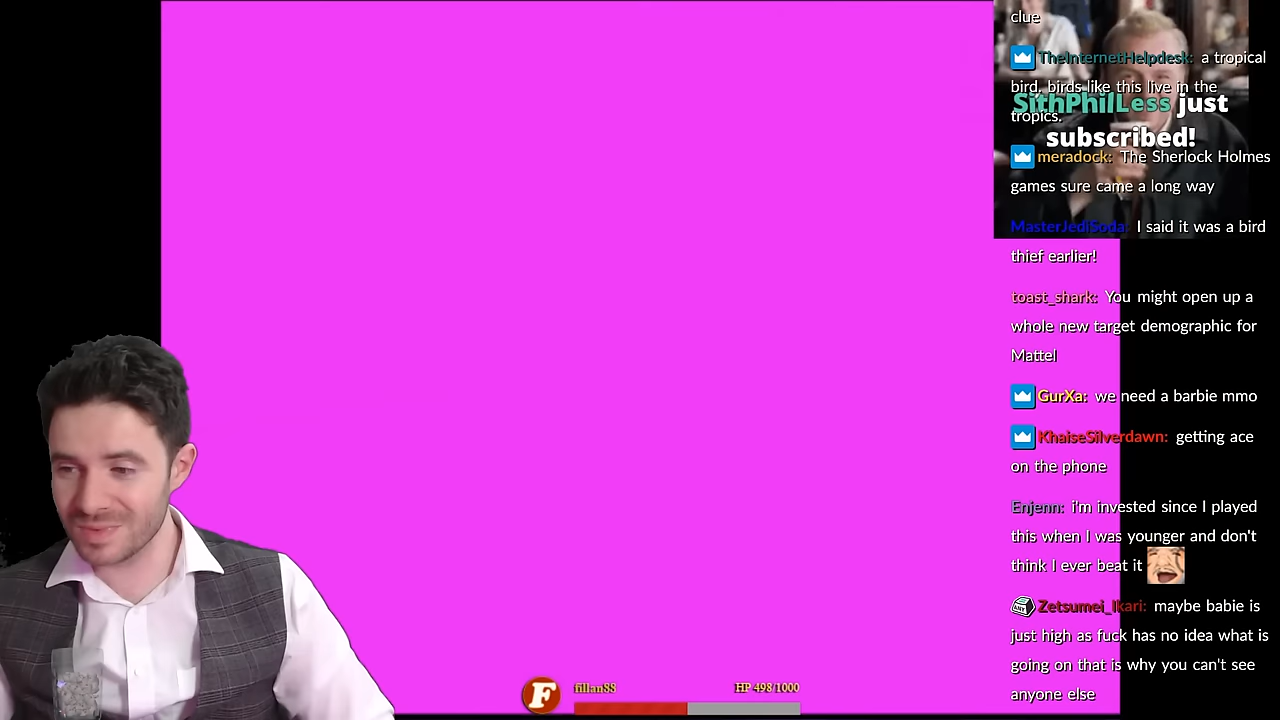 clue
TheInternetHelpdesk: a tropical
bird. birds like this live in the
tropics.
SithPhilLess just
subscribed!
meradock: The Sherlock Holmes
games sure came a long way
MasterJediSoda: I said it was a bird
thief earlier!
toast_shark: You might open up a
whole new target demographic for
Mattel
GurXa: we need a barbie mmo
KhaiseSilverdawn: getting ace
on the phone
Enjenn: i'm invested since I played
this when I was younger and don't
think I ever beat it
Zetsumei_Ikari: maybe babie is
just high as fuck has no idea what is
going on that is why you can't see
anyone else
F
fillan88 HP 498/1000